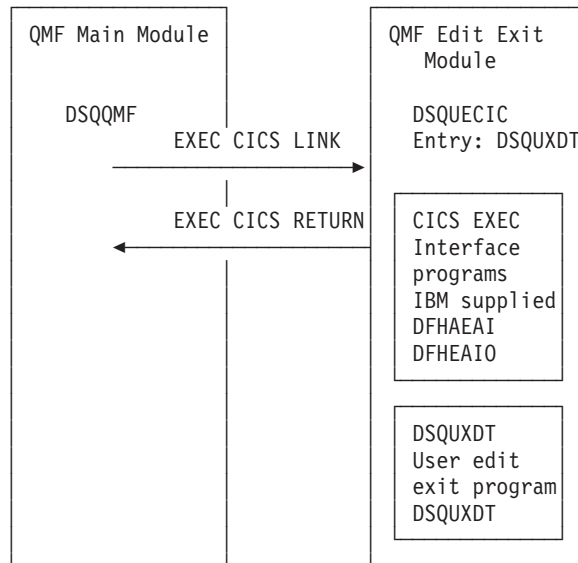 QMF Main Module
DSQQMF
EXEC CICS LINK
EXEC CICS RETURN
QMF Edit Exit
Module
DSQUECIC
Entry: DSQUXDT
CICS EXEC
Interface
programs
IBM supplied
DFHAEAI
DFHEAIO
DSQUXDT
User edit
exit program
DSQUXDT